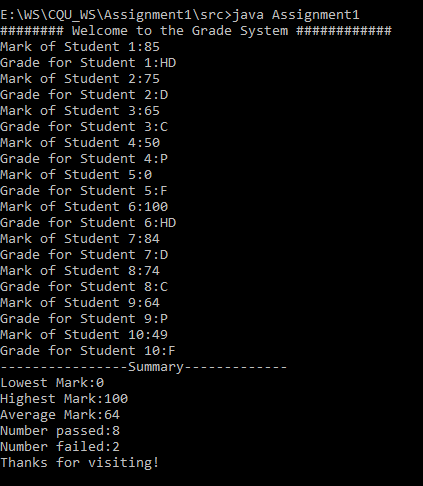 E:\WS\CQU_WS\Assignment1\src>java Assignment1
######## Welcome to the Grade System ############
Mark of Student 1:85
Grade for Student 1:HD
Mark of Student 2:75
Grade for Student 2:D
Mark of Student 3:65
Grade for Student 3:C
Mark of Student 4:50
Grade for Student 4:P
Mark of Student 5:0
Grade for Student 5:F
Mark of Student 6:100
Grade for Student 6:HD
Mark of Student 7:84
Grade for Student 7:D
Mark of Student 8:74
Grade for Student 8:C
Mark of Student 9:64
Grade for Student 9:P
Mark of Student 10:49
Grade for Student 10:F
----------------Summary-------------
Lowest Mark:0
Highest Mark:100
Average Mark:64
Number passed:8
Number failed:2
Thanks for visiting!